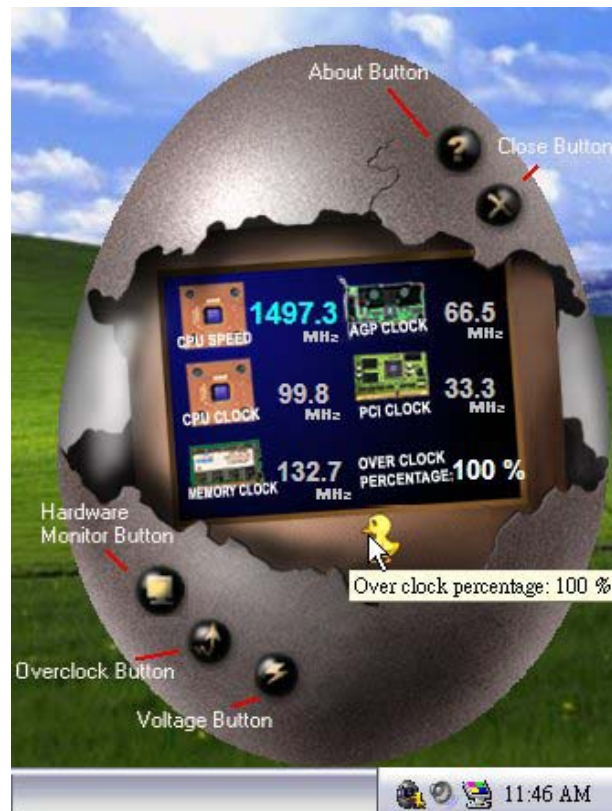 About Button
Close Button
CPU SPEED 1497.3 MHz
AGP CLOCK 66.5 MHz
CPU CLOCK 99.8 MHz
PCI CLOCK 33.3 MHz
MEMORY CLOCK 132.7 MHz
OVER CLOCK
PERCENTAGE: 100 %
Over clock percentage: 100 %
Hardware
Monitor Button
Overclock Button
Voltage Button
11:46 AM